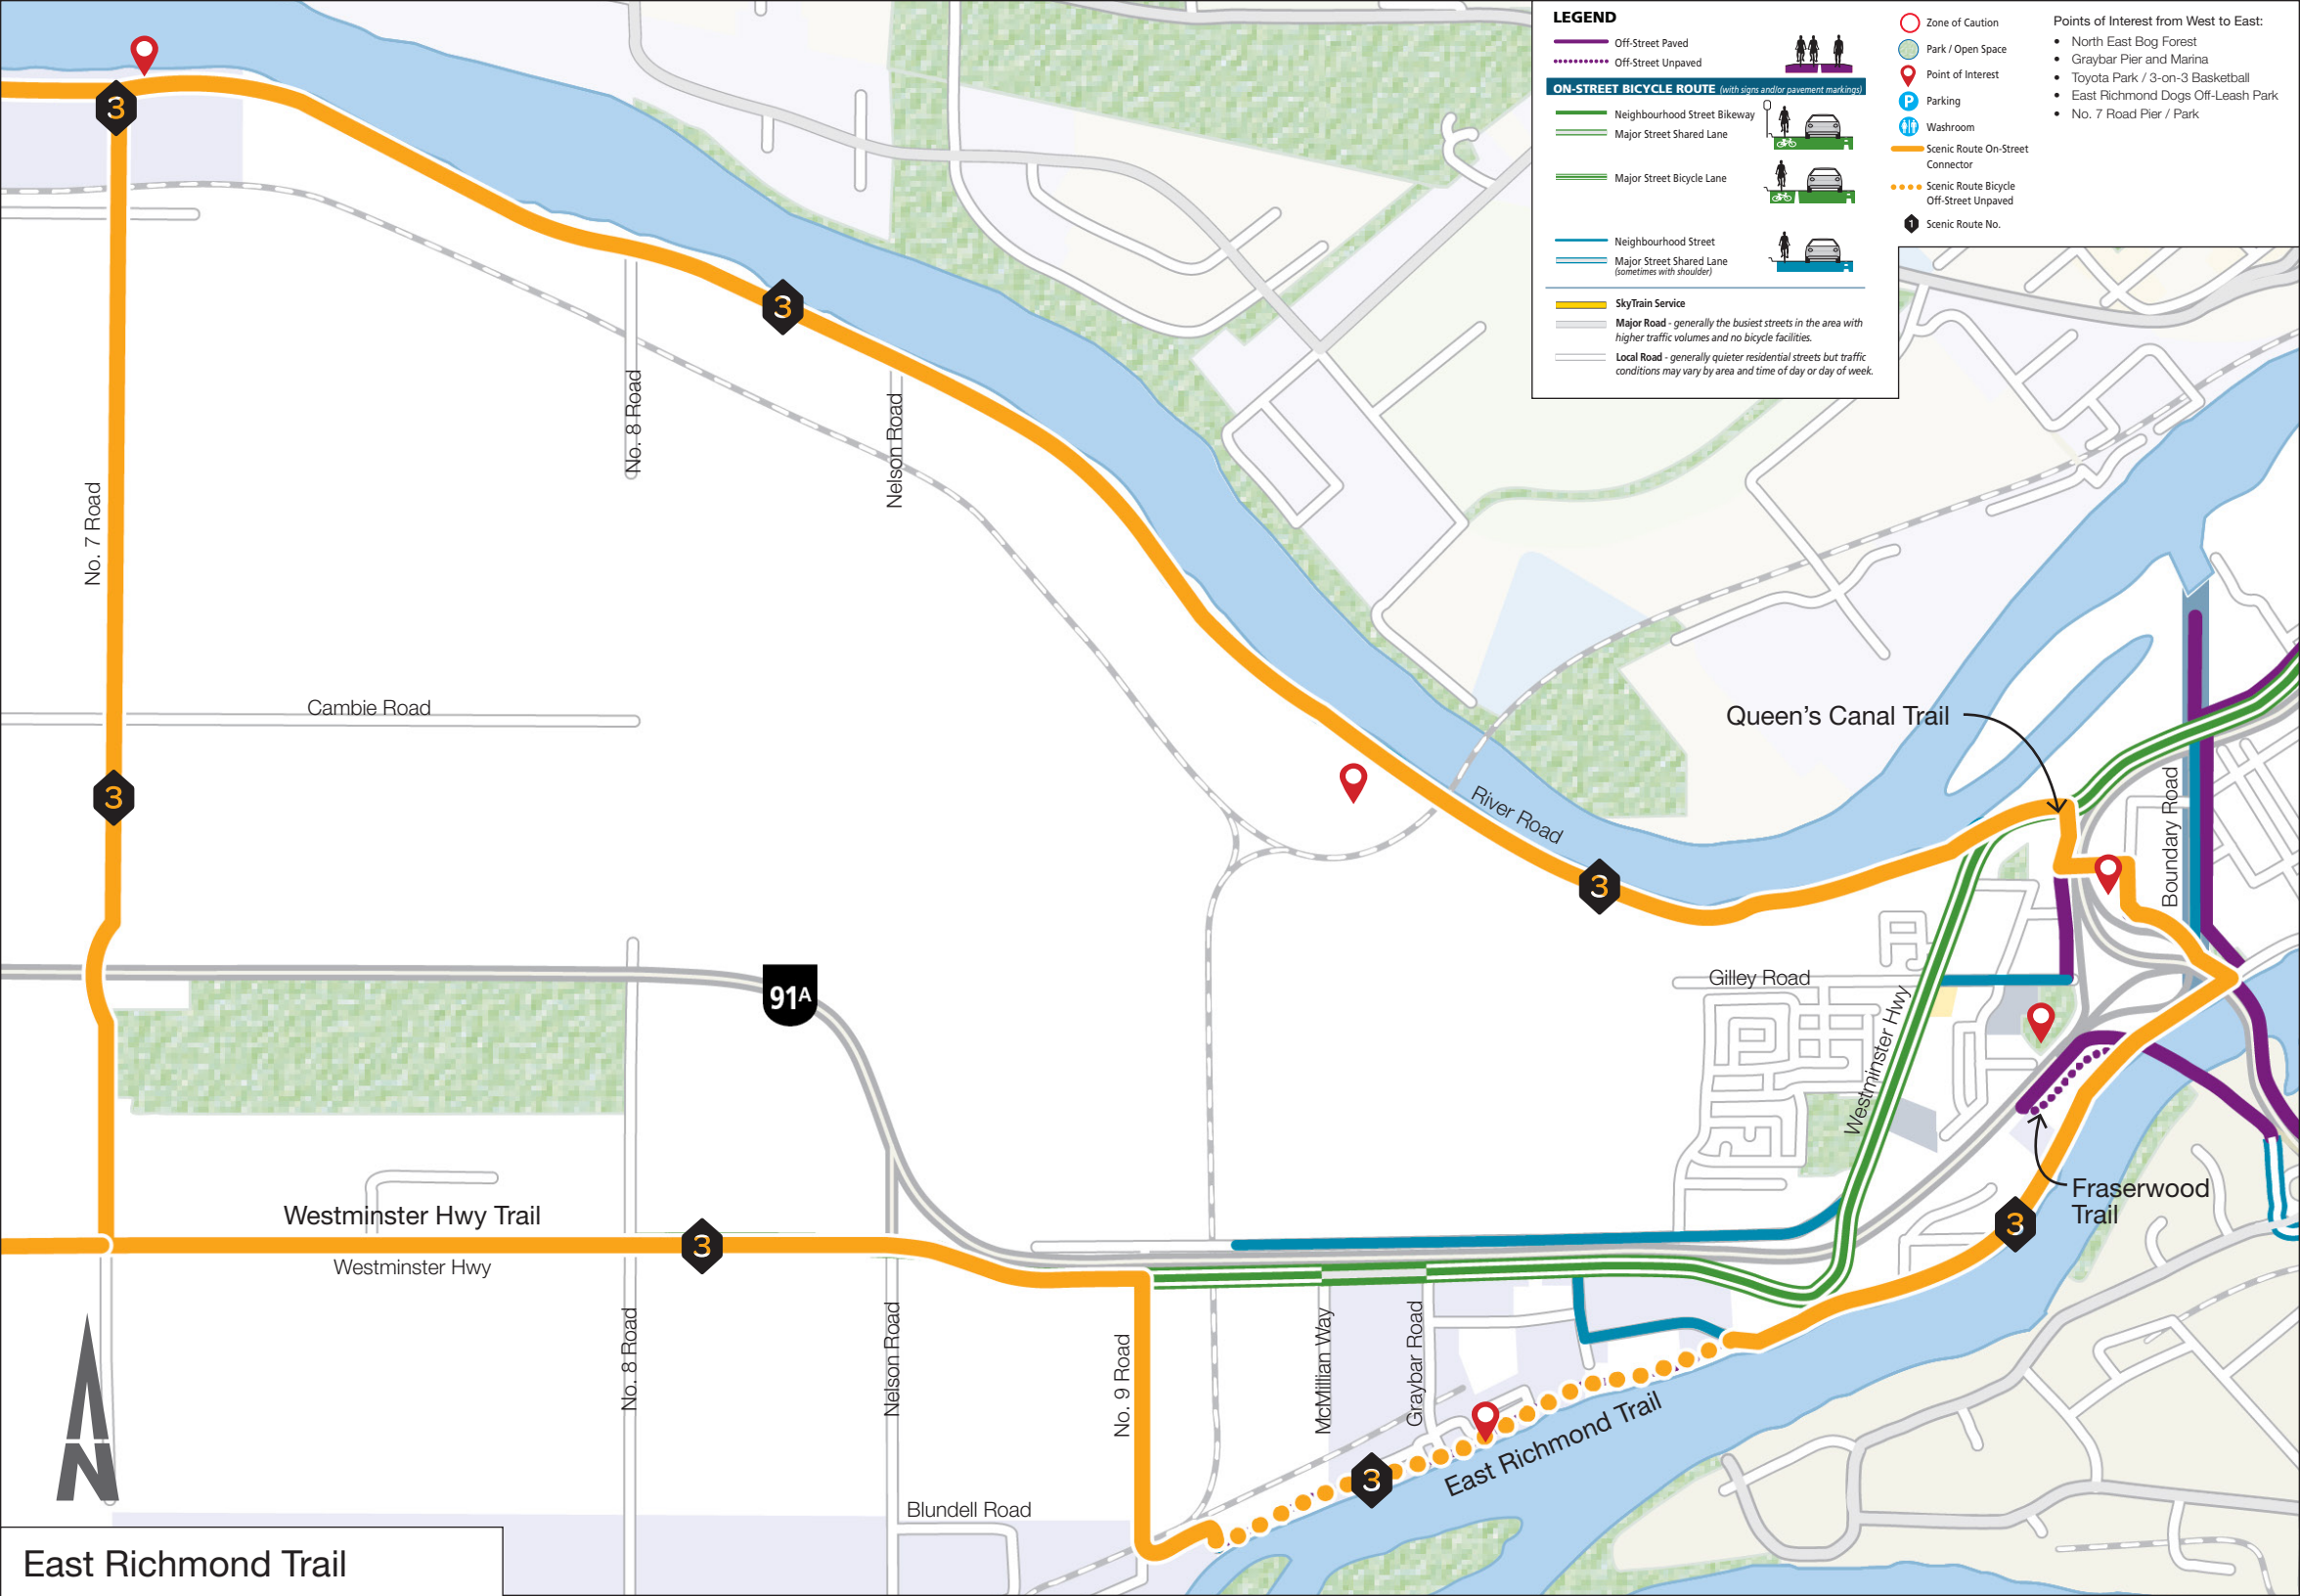 LEGEND
Off-Street Paved
Off-Street Unpaved
ON-STREET BICYCLE ROUTE (with signs and/or pavement markings)
Neighbourhood Street Bikeway
Major Street Shared Lane
Major Street Bicycle Lane
Neighbourhood Street
Major Street Shared Lane
(sometimes with shoulder)
SkyTrain Service
Major Road - generally the busiest streets in the area with
higher traffic volumes and no bicycle facilities.
Local Road - generally quieter residential streets but traffic
conditions may vary by area and time of day or day of week.
Zone of Caution
Park / Open Space
Point of Interest
P Parking
Washroom
Scenic Route On-Street
Connector
Scenic Route Bicycle
Off-Street Unpaved
1 Scenic Route No.
Points of Interest from West to East:
• North East Bog Forest
• Graybar Pier and Marina
• Toyota Park / 3-on-3 Basketball
• East Richmond Dogs Off-Leash Park
• No. 7 Road Pier / Park
3
3
No. 8 Road
Nelson Road
No. 7 Road
Cambie Road
Queen's Canal Trail
3
River Road
Boundary Road
3
Gilley Road
91A
Westminster Hwy
Westminster Hwy Trail
Fraserwood
Trail
3
3
Westminster Hwy
No. 8 Road
Nelson Road
No. 9 Road
McMillian Way
Graybar Road
East Richmond Trail
3
Blundell Road
N
East Richmond Trail